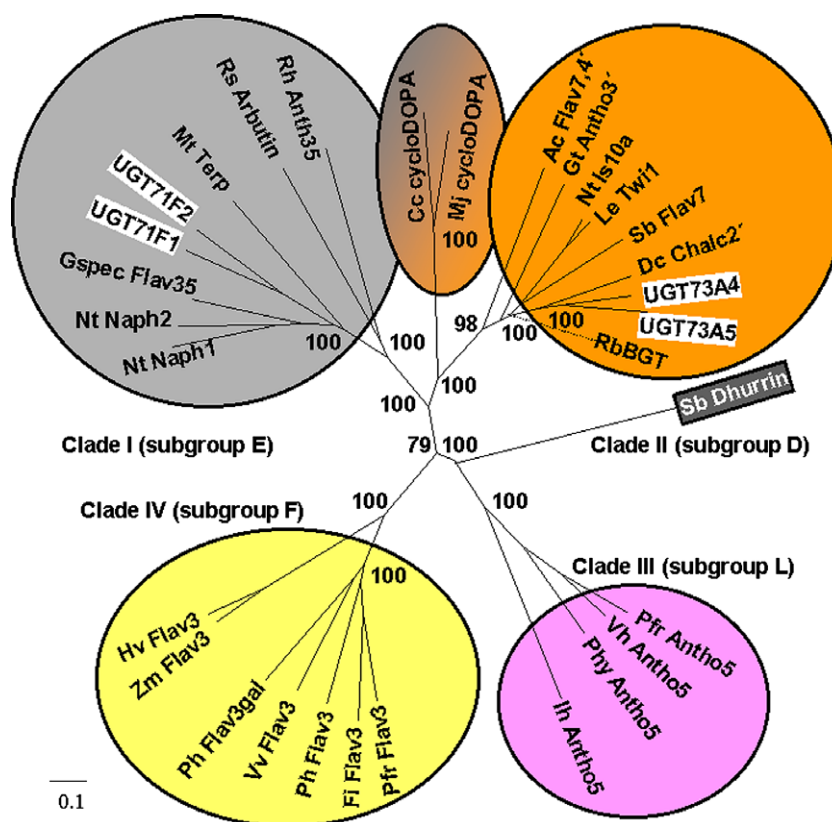 Rh Anth35
Rs Arbutin
Mt Terp
UGT71F2
UGT71F1
Gspec Flav35
Nt Naph2
Nt Naph1
100
100
Cc cycloDOPA
Mj cycloDOPA
100
Ac Flav7,4´
Gt Antho3´
Nt Is10a
Le Twi1
Sb Flav7
Dc Chalc2´
UGT73A4
UGT73A5
RbBGT
98
100
100
100
100
Clade I (subgroup E)
79
100
Sb Dhurrin
Clade II (subgroup D)
Clade IV (subgroup F)
100
100
100
Hv Flav3
Zm Flav3
Ph Flav3gal
Vv Flav3
Ph Flav3
Fi Flav3
Pfr Flav3
Clade III (subgroup L)
Pfr Antho5
Vh Antho5
Phy Antho5
Ih Antho5
0.1